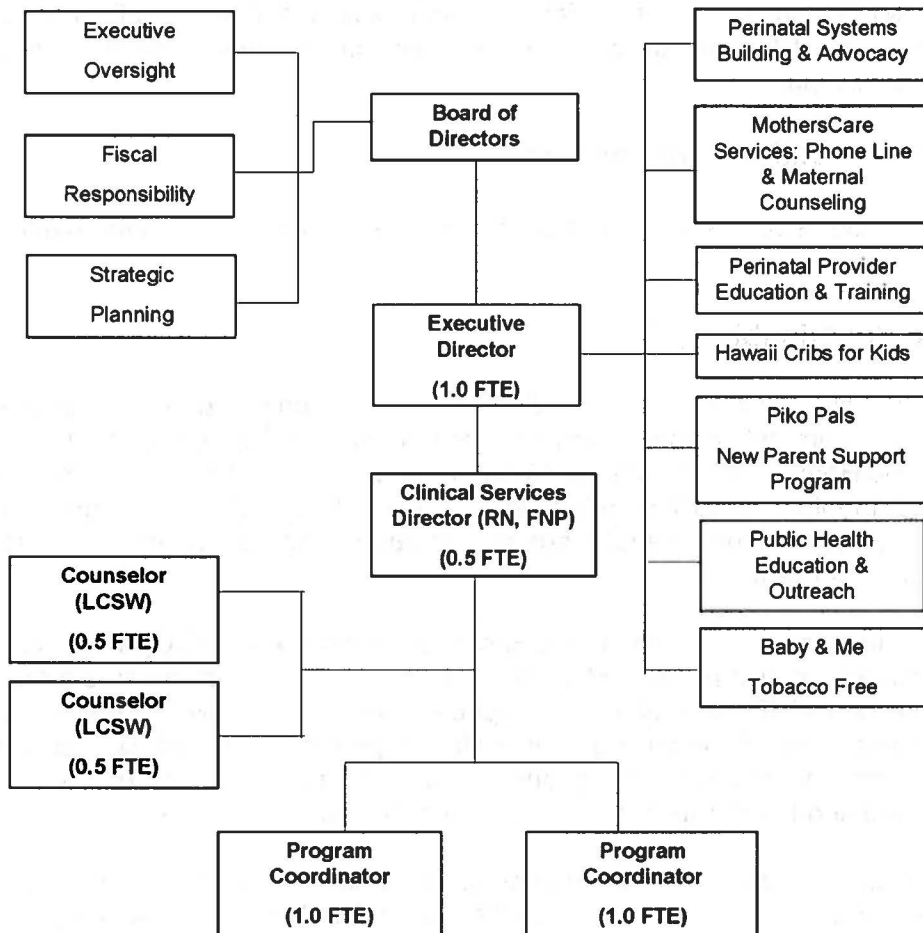 Executive
Oversight
Fiscal
Responsibility
Strategic
Planning
Board of
Directors
Executive
Director
(1.0 FTE)
Clinical Services
Director (RN, FNP)
(0.5 FTE)
Counselor
(LCSW)
(0.5 FTE)
Counselor
(LCSW)
(0.5 FTE)
Program
Coordinator
(1.0 FTE)
Program
Coordinator
(1.0 FTE)
Perinatal Systems
Building & Advocacy
MothersCare
Services: Phone Line
& Maternal
Counseling
Perinatal Provider
Education & Training
Hawaii Cribs for Kids
Piko Pals
New Parent Support
Program
Public Health
Education &
Outreach
Baby & Me
Tobacco Free